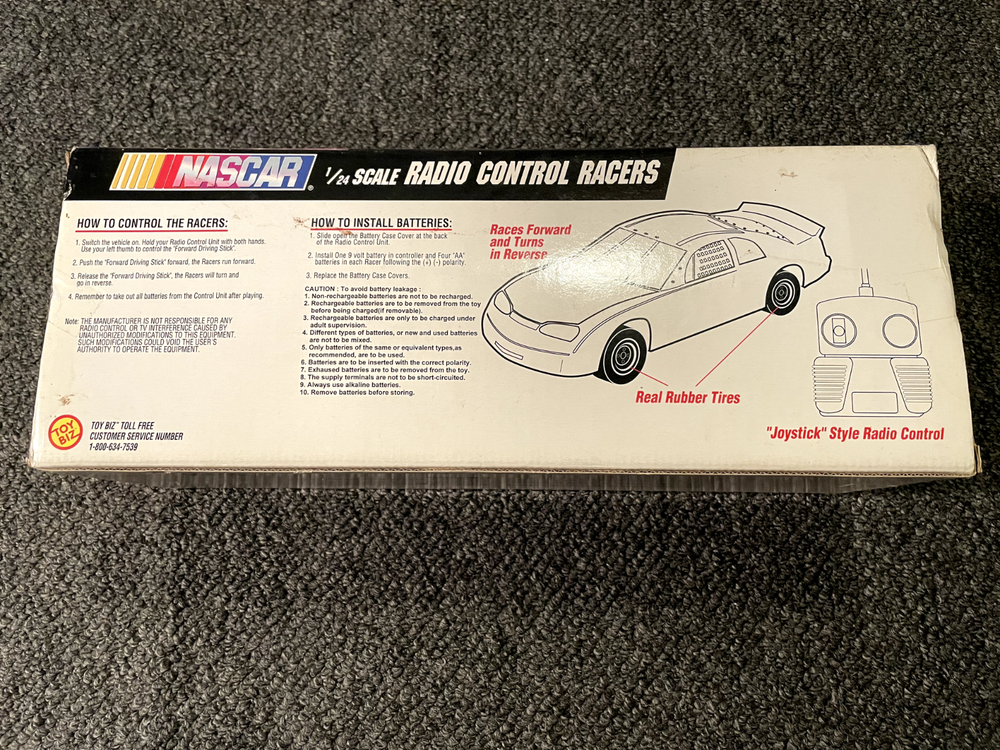 NASCAR®
1/24 SCALE RADIO CONTROL RACERS
HOW TO CONTROL THE RACERS:
1. Switch the vehicle on. Hold your Radio Control Unit with both hands.
Use your left thumb to control the "Forward Driving Stick".
2. Push the "Forward Driving Stick" forward, the Racers run forward.
3. Release the "Forward Driving Stick", the Racers will turn and
go in reverse.
4. Remember to take out all batteries from the Control Unit after playing.
Note: THE MANUFACTURER IS NOT RESPONSIBLE FOR ANY
RADIO CONTROL OR TV INTERFERENCE CAUSED BY
UNAUTHORIZED MODIFICATIONS TO THIS EQUIPMENT.
SUCH MODIFICATIONS COULD VOID THE USER'S
AUTHORITY TO OPERATE THE EQUIPMENT.
TOY BIZ
TOY BIZ™ TOLL FREE
CUSTOMER SERVICE NUMBER
1-800-634-7539
HOW TO INSTALL BATTERIES:
1. Slide open the Battery Case Cover at the back
of the Radio Control Unit.
2. Install One 9 volt battery in controller and Four "AA"
batteries in each Racer following the (+) (-) polarity.
3. Replace the Battery Case Covers.
CAUTION : To avoid battery leakage :
1. Non-rechargeable batteries are not to be recharged.
2. Rechargeable batteries are to be removed from the toy
before being charged(if removable).
3. Rechargeable batteries are only to be charged under
adult supervision.
4. Different types of batteries, or new and used batteries
are not to be mixed.
5. Only batteries of the same or equivalent types,as
recommended, are to be used.
6. Batteries are to be inserted with the correct polarity.
7. Exhausted batteries are to be removed from the toy.
8. The supply terminals are not to be short-circuited.
9. Always use alkaline batteries.
10. Remove batteries before storing.
Races Forward
and Turns
in Reverse
Real Rubber Tires
"Joystick" Style Radio Control